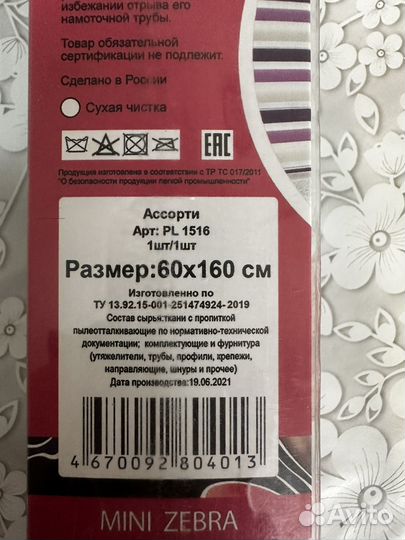 избежании отрыва его
намоточной трубы.
Товар обязательной
сертификации не подлежит.
Сделано в России
Сухая чистка
EAC
Продукция изготовлена в соответствии с ТР ТС 017/2011
"О безопасности продукции легкой промышленности"
Ассорти
Арт: PL 1516
1шт/1шт
Размер:60x160 см
Изготовленно по
ТУ 13.92.15-001-251474924-2019
Состав сырья:ткани с пропиткой
пылеотталкивающие по нормативно-технической
документации; комплектующие и фурнитура
(утяжелители, трубы, профили, крепежи,
направляющие, шнуры и прочее)
Дата производства:19.06.2021
4 670092 804013
MINI ZEBRA
Avito